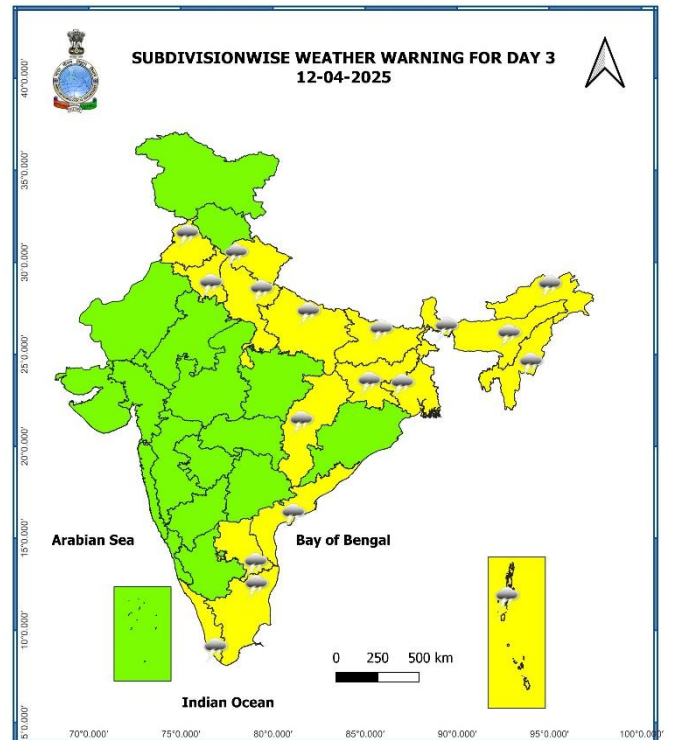 SUBDIVISIONWISE WEATHER WARNING FOR DAY 3
12-04-2025
40°0.000'
35°0.000'
30°0.000'
25°0.000'
20°0.000'
15°0.000'
10°0.000'
5°0.000'
Arabian Sea
Bay of Bengal
0 250 500 km
Indian Ocean
70°0.000' 75°0.000' 80°0.000' 85°0.000' 90°0.000' 95°0.000' 100°0.000'